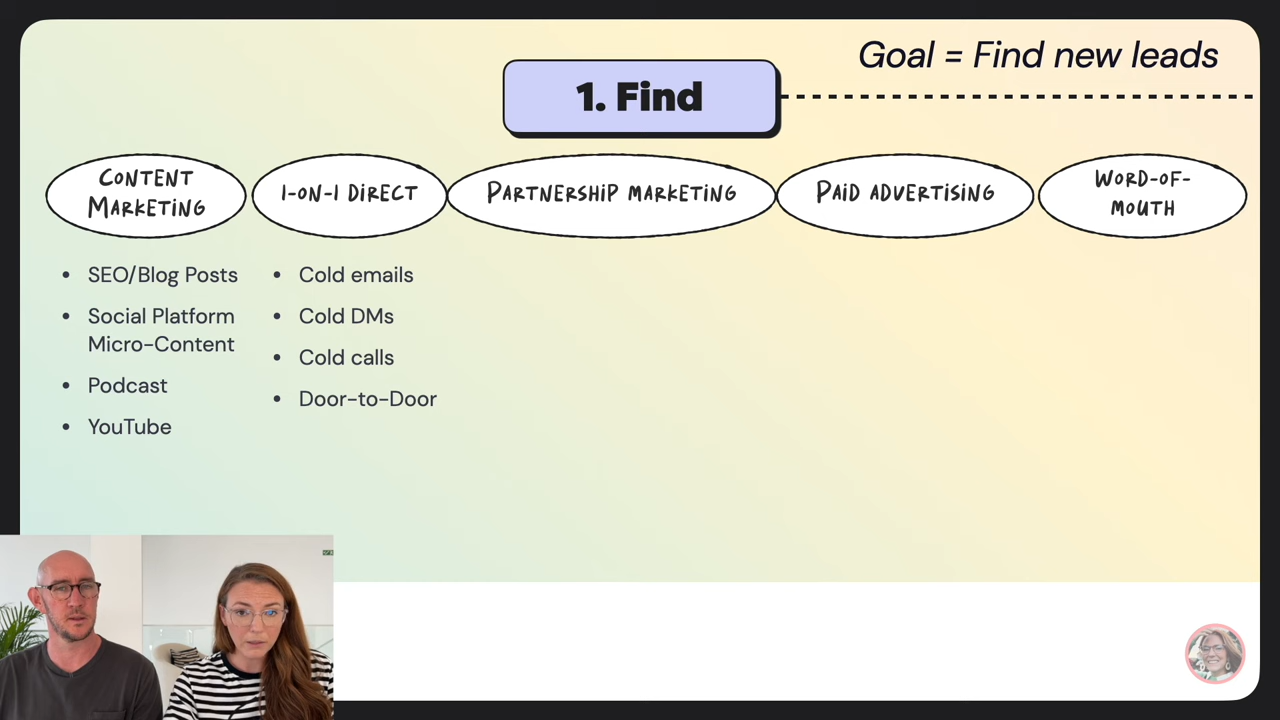 Goal = Find new leads
1. Find
CONTENT
MARKETING
1-ON-1 DIRECT
PARTNERSHIP MARKETING
PAID ADVERTISING
WORD-OF-
MOUTH
• SEO/Blog Posts
• Social Platform
Micro-Content
• Podcast
• YouTube
• Cold emails
• Cold DMs
• Cold calls
• Door-to-Door